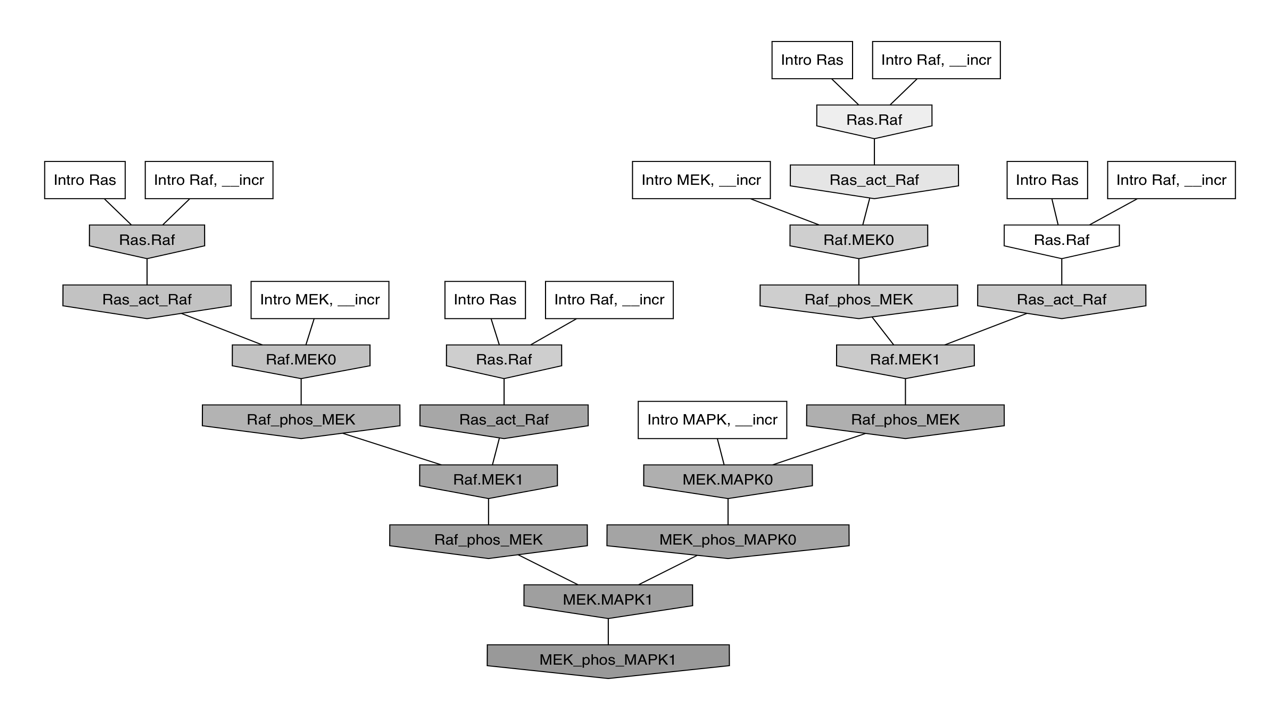 Intro Ras
Intro Raf, __incr
Ras.Raf
Intro Ras
Intro Raf, __incr
Intro MEK, __incr
Ras_act_Raf
Intro Ras
Intro Raf, __incr
Ras.Raf
Raf.MEK0
Ras.Raf
Ras_act_Raf
Intro MEK, __incr
Intro Ras
Intro Raf, __incr
Raf_phos_MEK
Ras_act_Raf
Raf.MEK0
Ras.Raf
Raf.MEK1
Raf_phos_MEK
Ras_act_Raf
Intro MAPK, __incr
Raf_phos_MEK
Raf.MEK1
MEK.MAPK0
Raf_phos_MEK
MEK_phos_MAPK0
MEK.MAPK1
MEK_phos_MAPK1